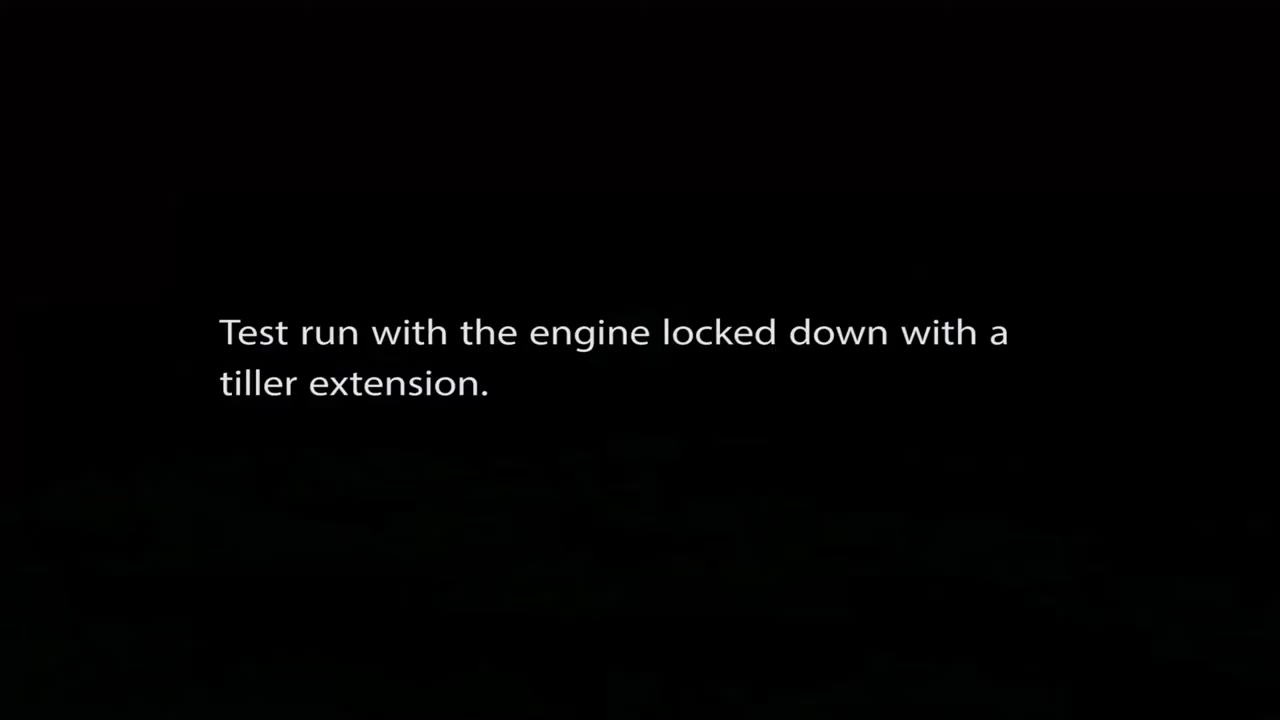 Test run with the engine locked down with a
tiller extension.